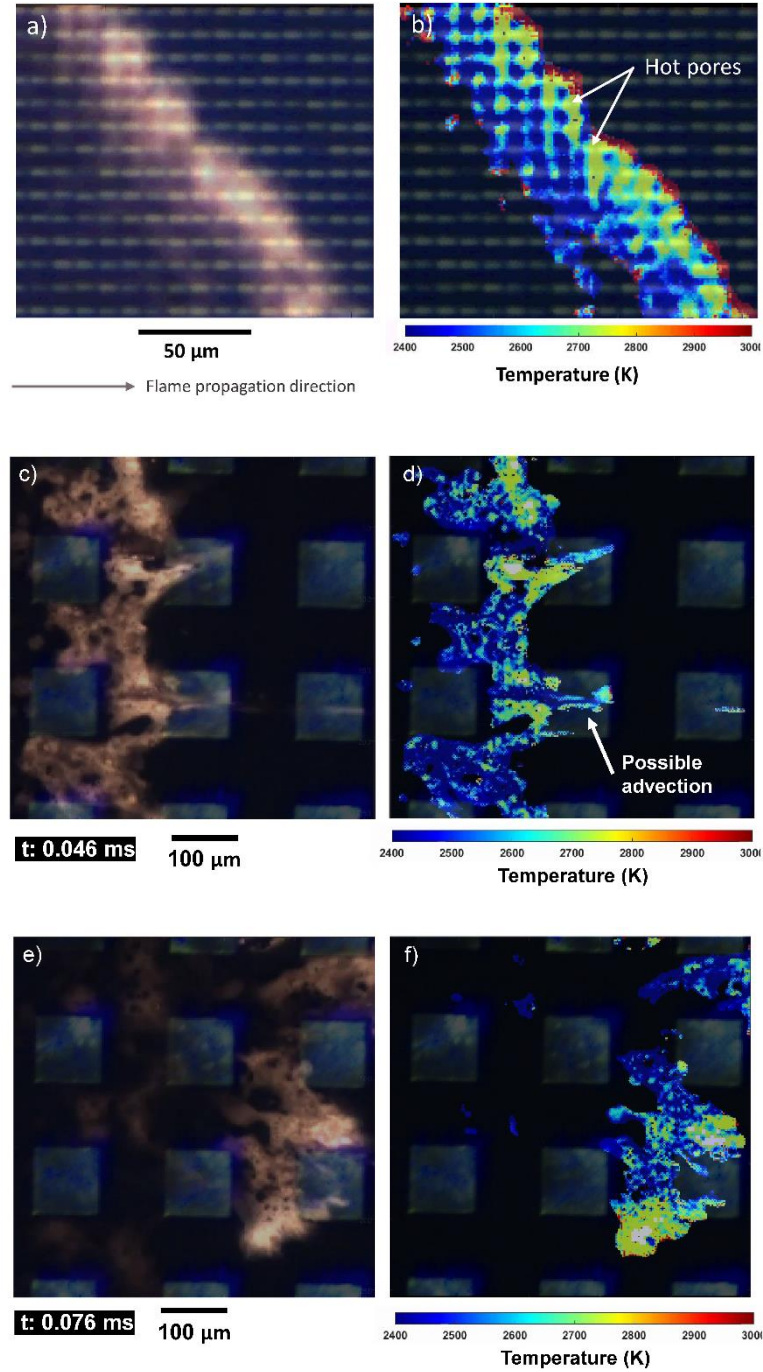 a)
b)
Hot pores
50 µm
Flame propagation direction
2400 2500 2600 2700 2800 2900 3000
Temperature (K)
c)
d)
Possible
advection
t: 0.046 ms
100 µm
2400 2500 2600 2700 2800 2900 3000
Temperature (K)
e)
f)
t: 0.076 ms
100 µm
2400 2500 2600 2700 2800 2900 3000
Temperature (K)